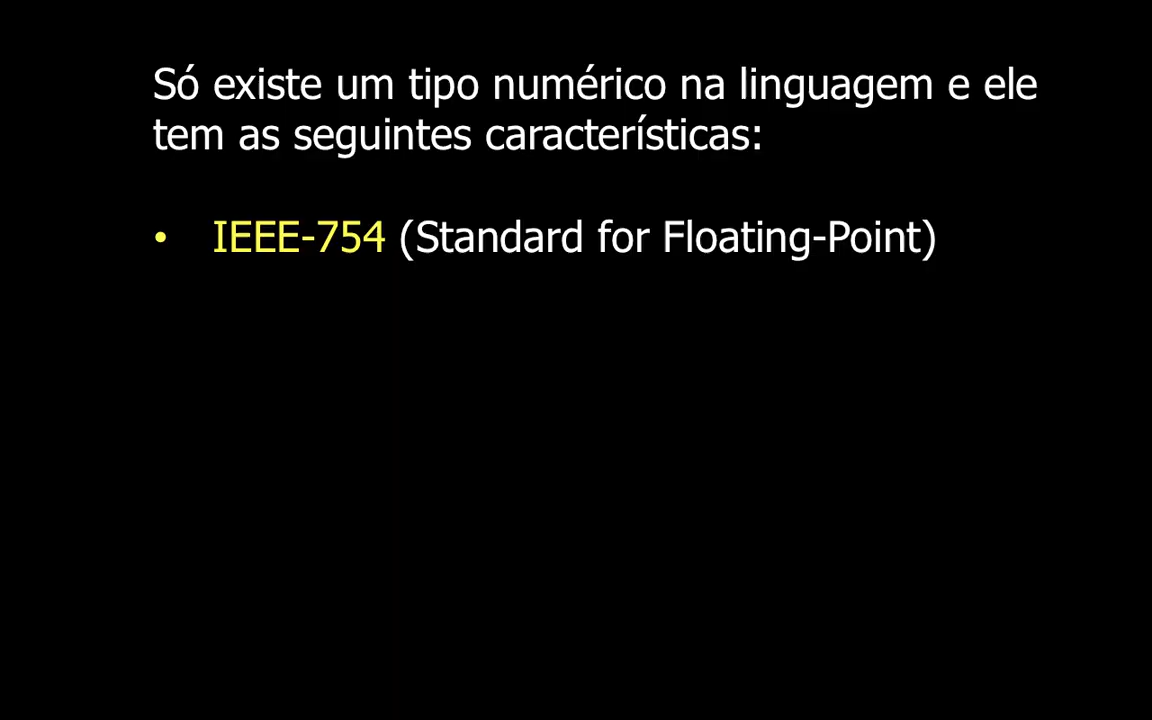 Só existe um tipo numérico na linguagem e ele
tem as seguintes características:
• IEEE-754 (Standard for Floating-Point)